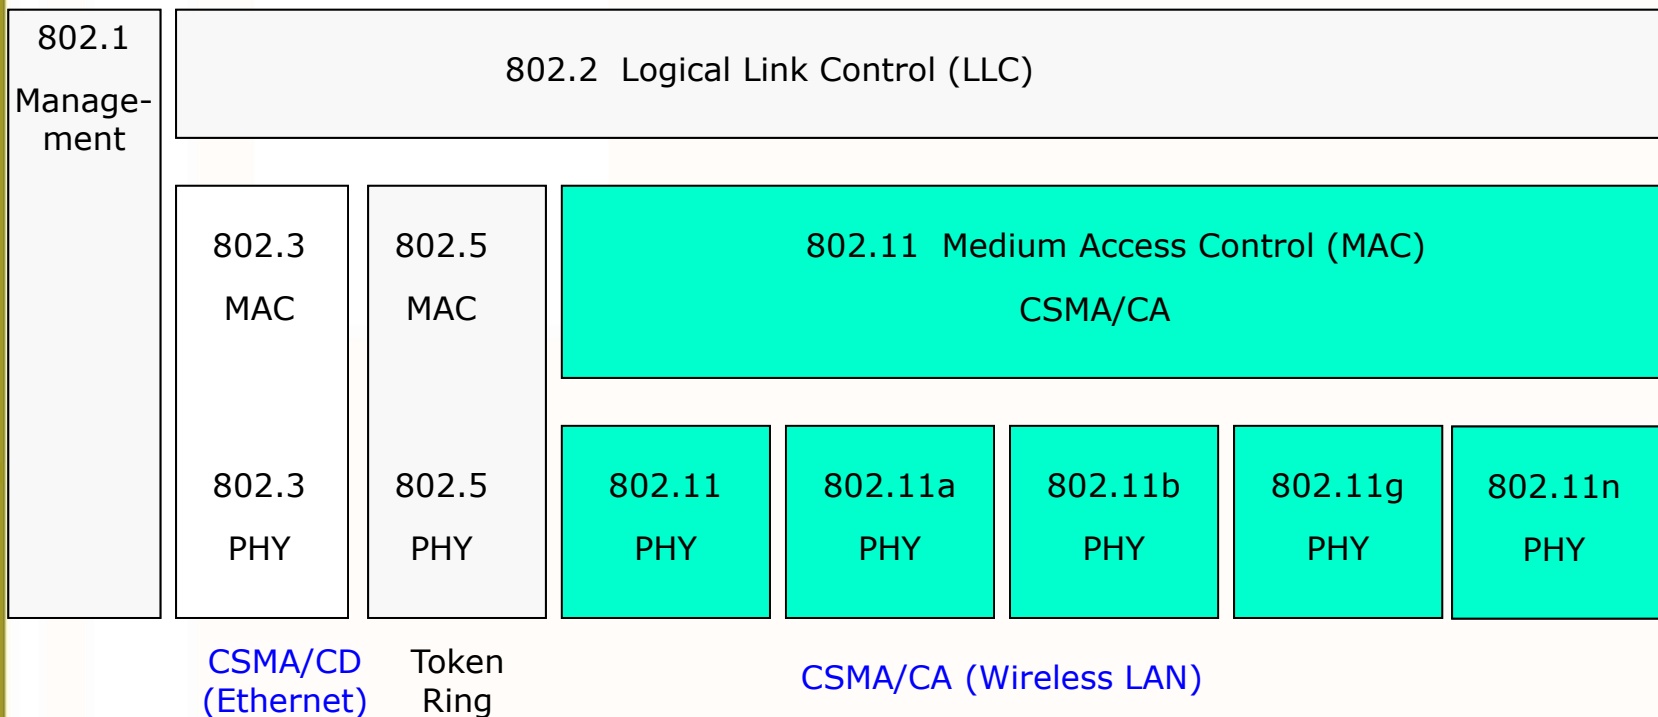 802.1
Manage-
ment
802.2 Logical Link Control (LLC)
802.3
MAC
802.5
MAC
802.11 Medium Access Control (MAC)
CSMA/CA
802.3
PHY
802.5
PHY
802.11
PHY
802.11a
PHY
802.11b
PHY
802.11g
PHY
802.11n
PHY
CSMA/CD
(Ethernet)
Token
Ring
CSMA/CA (Wireless LAN)